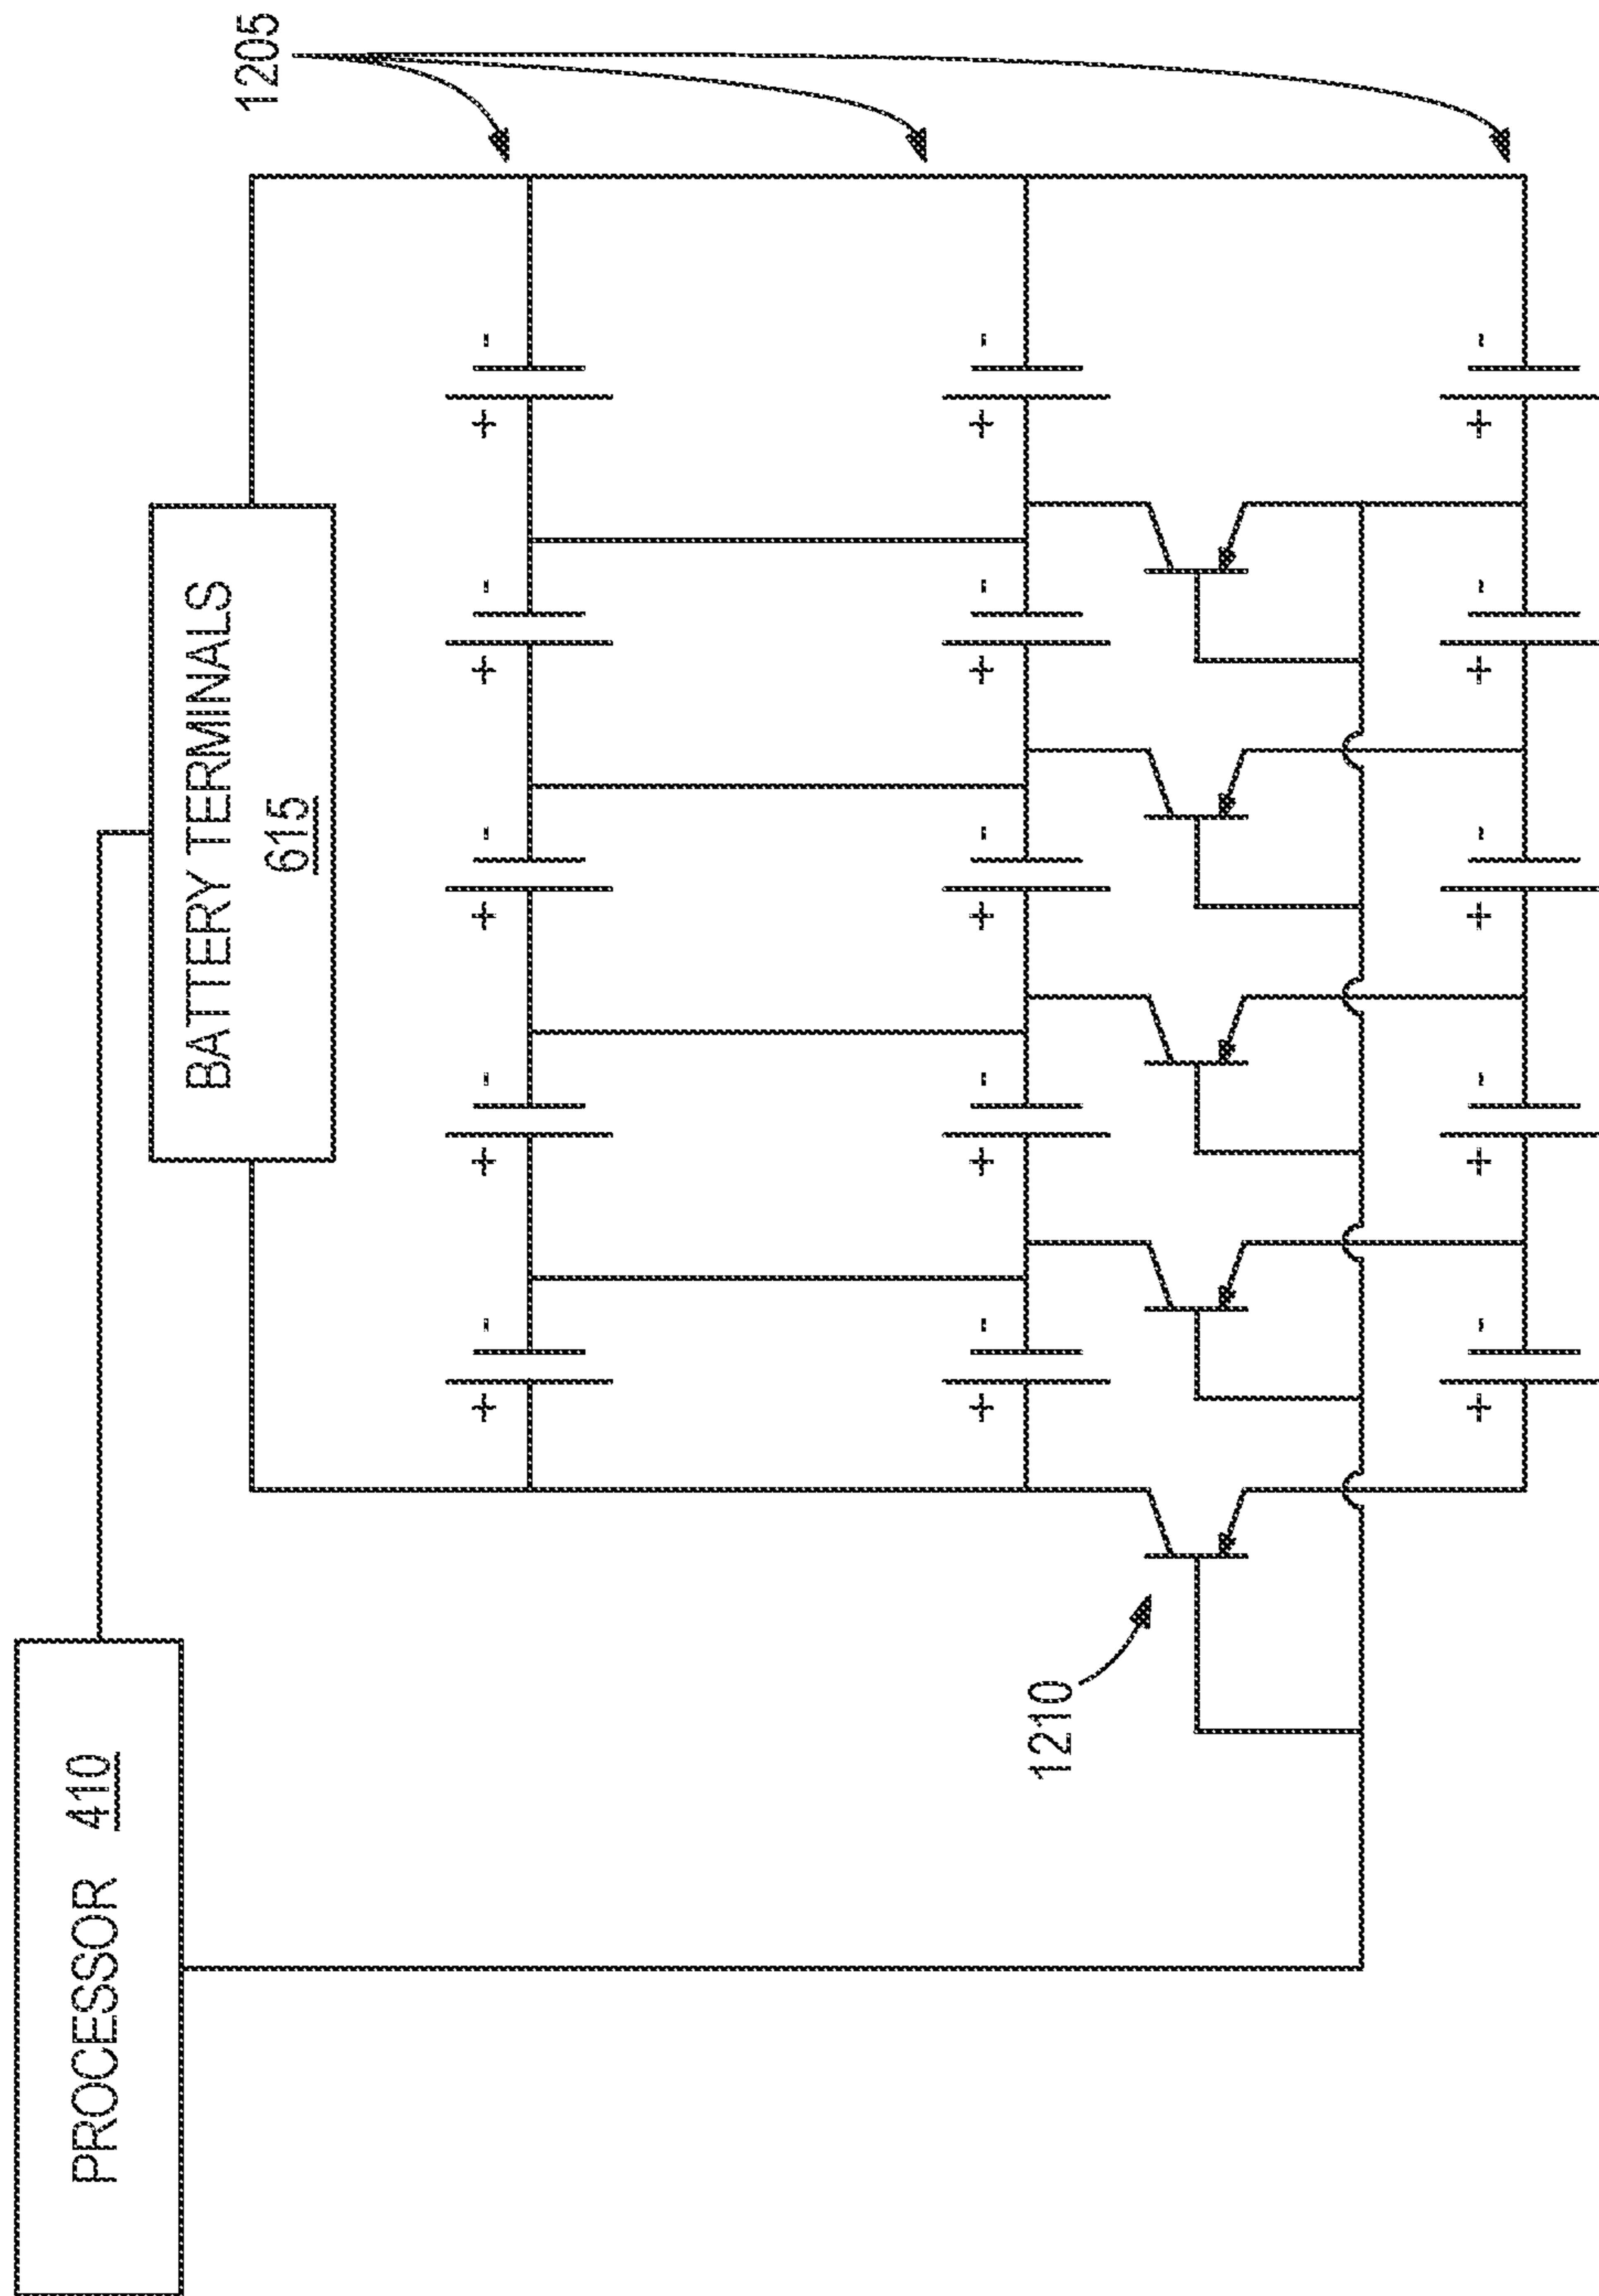 PROCESSOR 410
BATTERY TERMINALS
615
1205
+ - + - + - + - + -
+ - + - + - + - + -
1210
+ - + - + - + - + -